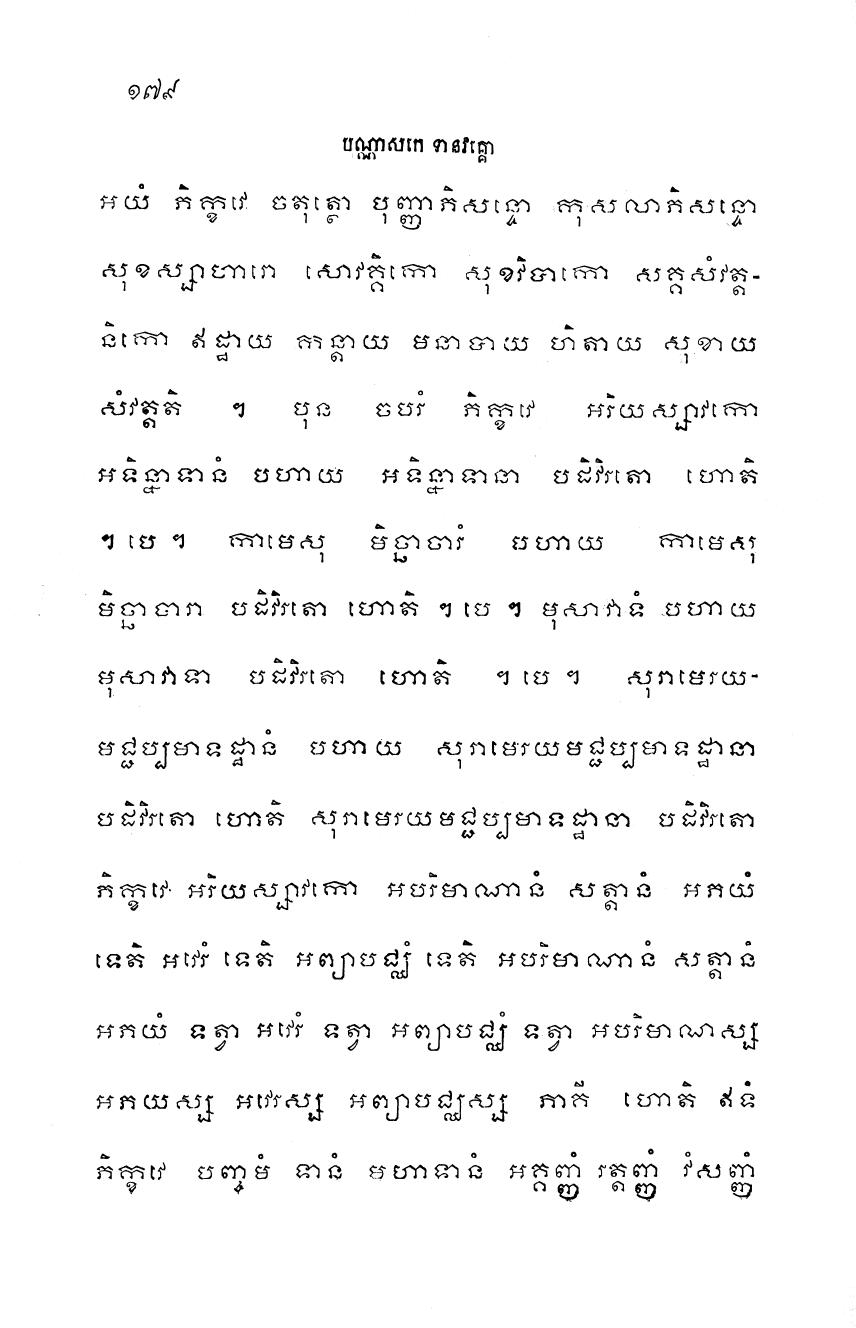 ១៧៩
បណ្ណាសកេ ទានវគ្គោ
អយំ ភិក្ខវេ ចតុត្ថោ បុញ្ញាភិសន្ទោ កុសលាភិសន្ទោ
សុខស្សាហារោ សោវគ្គិកោ សុខវិបាកោ សគ្គសំវត្ត-
និកោ ឥដ្ឋាយ កន្តាយ មនាបាយ ហិតាយ សុខាយ
សំវត្តតិ ។ បុន ចបរំ ភិក្ខវេ អរិយស្សាវកោ
អទិន្នាទានំ បហាយ អទិន្នាទានា បដិវិរតោ ហោតិ
។ បេ ។ កាមេសុ មិច្ឆាចារំ បហាយ កាមេសុ
មិច្ឆាចារា បដិវិរតោ ហោតិ ។ បេ ។ មុសាវាទំ បហាយ
មុសាវាទា បដិវិរតោ ហោតិ ។ បេ ។ សុរាមេរយ-
មជ្ជប្បមាទដ្ឋានំ បហាយ សុរាមេរយមជ្ជប្បមាទដ្ឋានា
បដិវិរតោ ហោតិ សុរាមេរយមជ្ជប្បមាទដ្ឋានា បដិវិរតោ
ភិក្ខវេ អរិយស្សាវកោ អបរិមាណានំ សត្តានំ អភយំ
ទេតិ អវេរំ ទេតិ អព្យាបជ្ឈំ ទេតិ អបរិមាណានំ សត្តានំ
អភយំ ទត្វា អវេរំ ទត្វា អព្យាបជ្ឈំ ទត្វា អបរិមាណស្ស
អភយស្ស អវេរស្ស អព្យាបជ្ឈស្ស ភាគី ហោតិ ឥទំ
ភិក្ខវេ បញ្ចមំ ទានំ មហាទានំ អគ្គញ្ញំ រត្តញ្ញំ វំសញ្ញំ